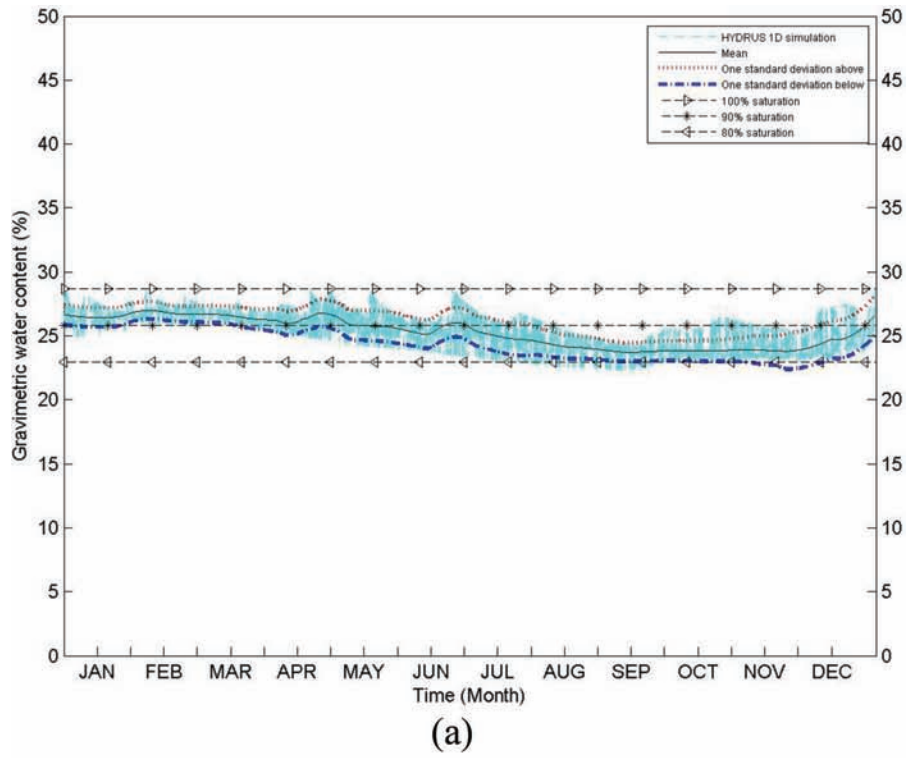 50
45
40
35
30
25
20
15
10
5
0
50
45
40
35
30
25
20
15
10
5
0
HYDRUS 1D simulation
Mean
One standard deviation above
One standard deviation below
100% saturation
90% saturation
80% saturation
Gravimetric water content (%)
JAN FEB MAR APR MAY JUN JUL AUG SEP OCT NOV DEC
Time (Month)
(a)